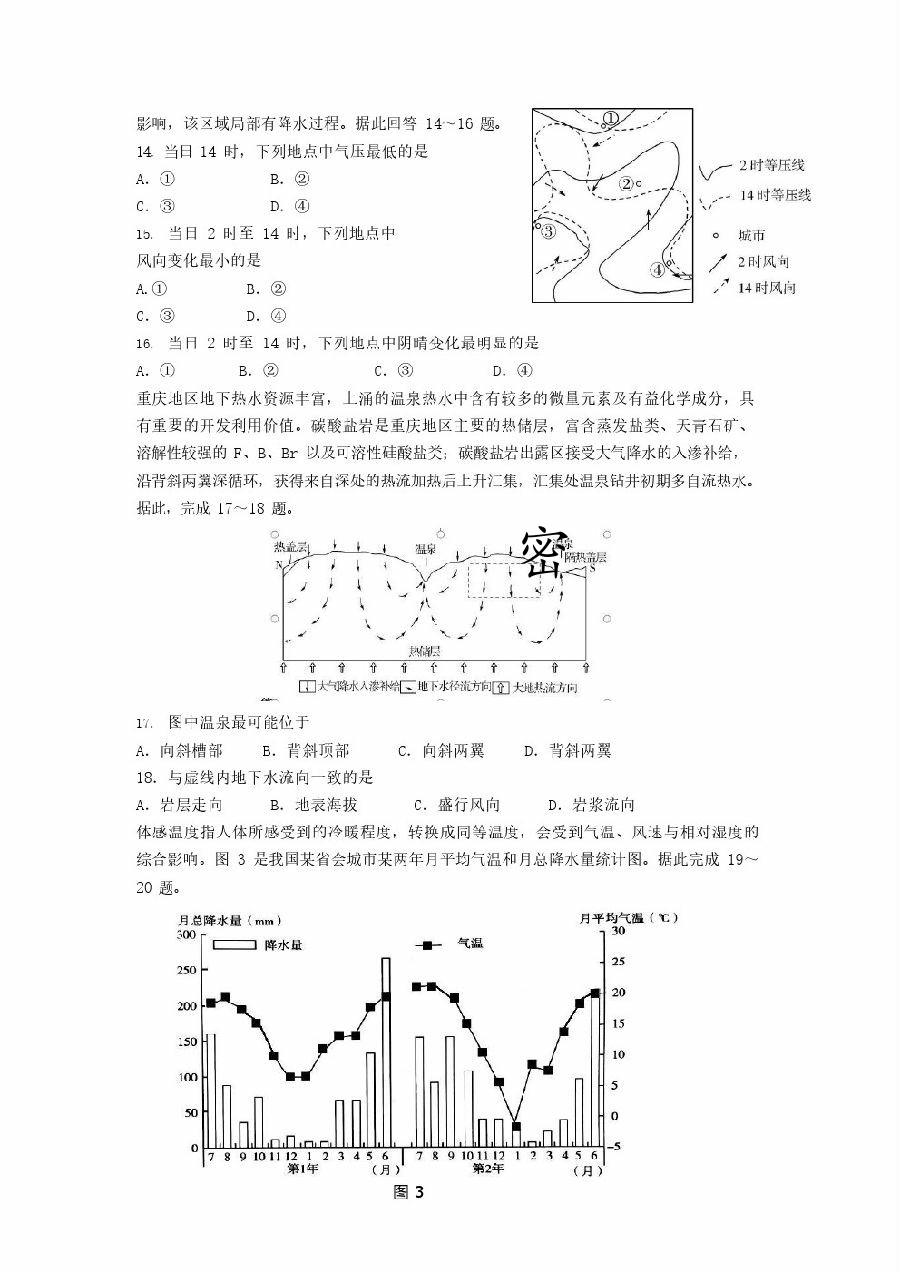 影响，该区域局部有降水过程。据此回答 14～16 题。
14. 当日 14 时，下列地点中气压最低的是
A. ① B. ②
C. ③ D. ④
15. 当日 2 时至 14 时，下列地点中
风向变化最小的是
A.① B. ②
C. ③ D. ④
①
②
③
④
2时等压线
14时等压线
城市
2时风向
14时风向
16. 当日 2 时至 14 时，下列地点中阴晴变化最明显的是
A. ① B. ② C. ③ D. ④
重庆地区地下热水资源丰富，上涌的温泉热水中含有较多的微量元素及有益化学成分，具
有重要的开发利用价值。碳酸盐岩是重庆地区主要的热储层，富含蒸发盐类、天青石矿、
溶解性较强的 F、B、Br 以及可溶性硅酸盐类；碳酸盐岩出露区接受大气降水的入渗补给，
沿背斜两翼深循环，获得来自深处的热流加热后上升汇集，汇集处温泉钻井初期多自流热水。
据此，完成 17～18 题。
热盖层
N
温泉
密
温泉
隔热盖层
S
热储层
大气降水入渗补给 地下水径流方向 大地热流方向
17. 图中温泉最可能位于
A. 向斜槽部 B. 背斜顶部 C. 向斜两翼 D. 背斜两翼
18. 与虚线内地下水流向一致的是
A. 岩层走向 B. 地表海拔 C. 盛行风向 D. 岩浆流向
体感温度指人体所感受到的冷暖程度，转换成同等温度，会受到气温、风速与相对湿度的
综合影响。图 3 是我国某省会城市某两年月平均气温和月总降水量统计图。据此完成 19～
20 题。
月总降水量（mm） 月平均气温（℃）
降水量 气温
300
250
200
150
100
50
0
30
25
20
15
10
5
0
-5
7 8 9 10 11 12 1 2 3 4 5 6 7 8 9 10 11 12 1 2 3 4 5 6
第1年 （月） 第2年 （月）
图 3